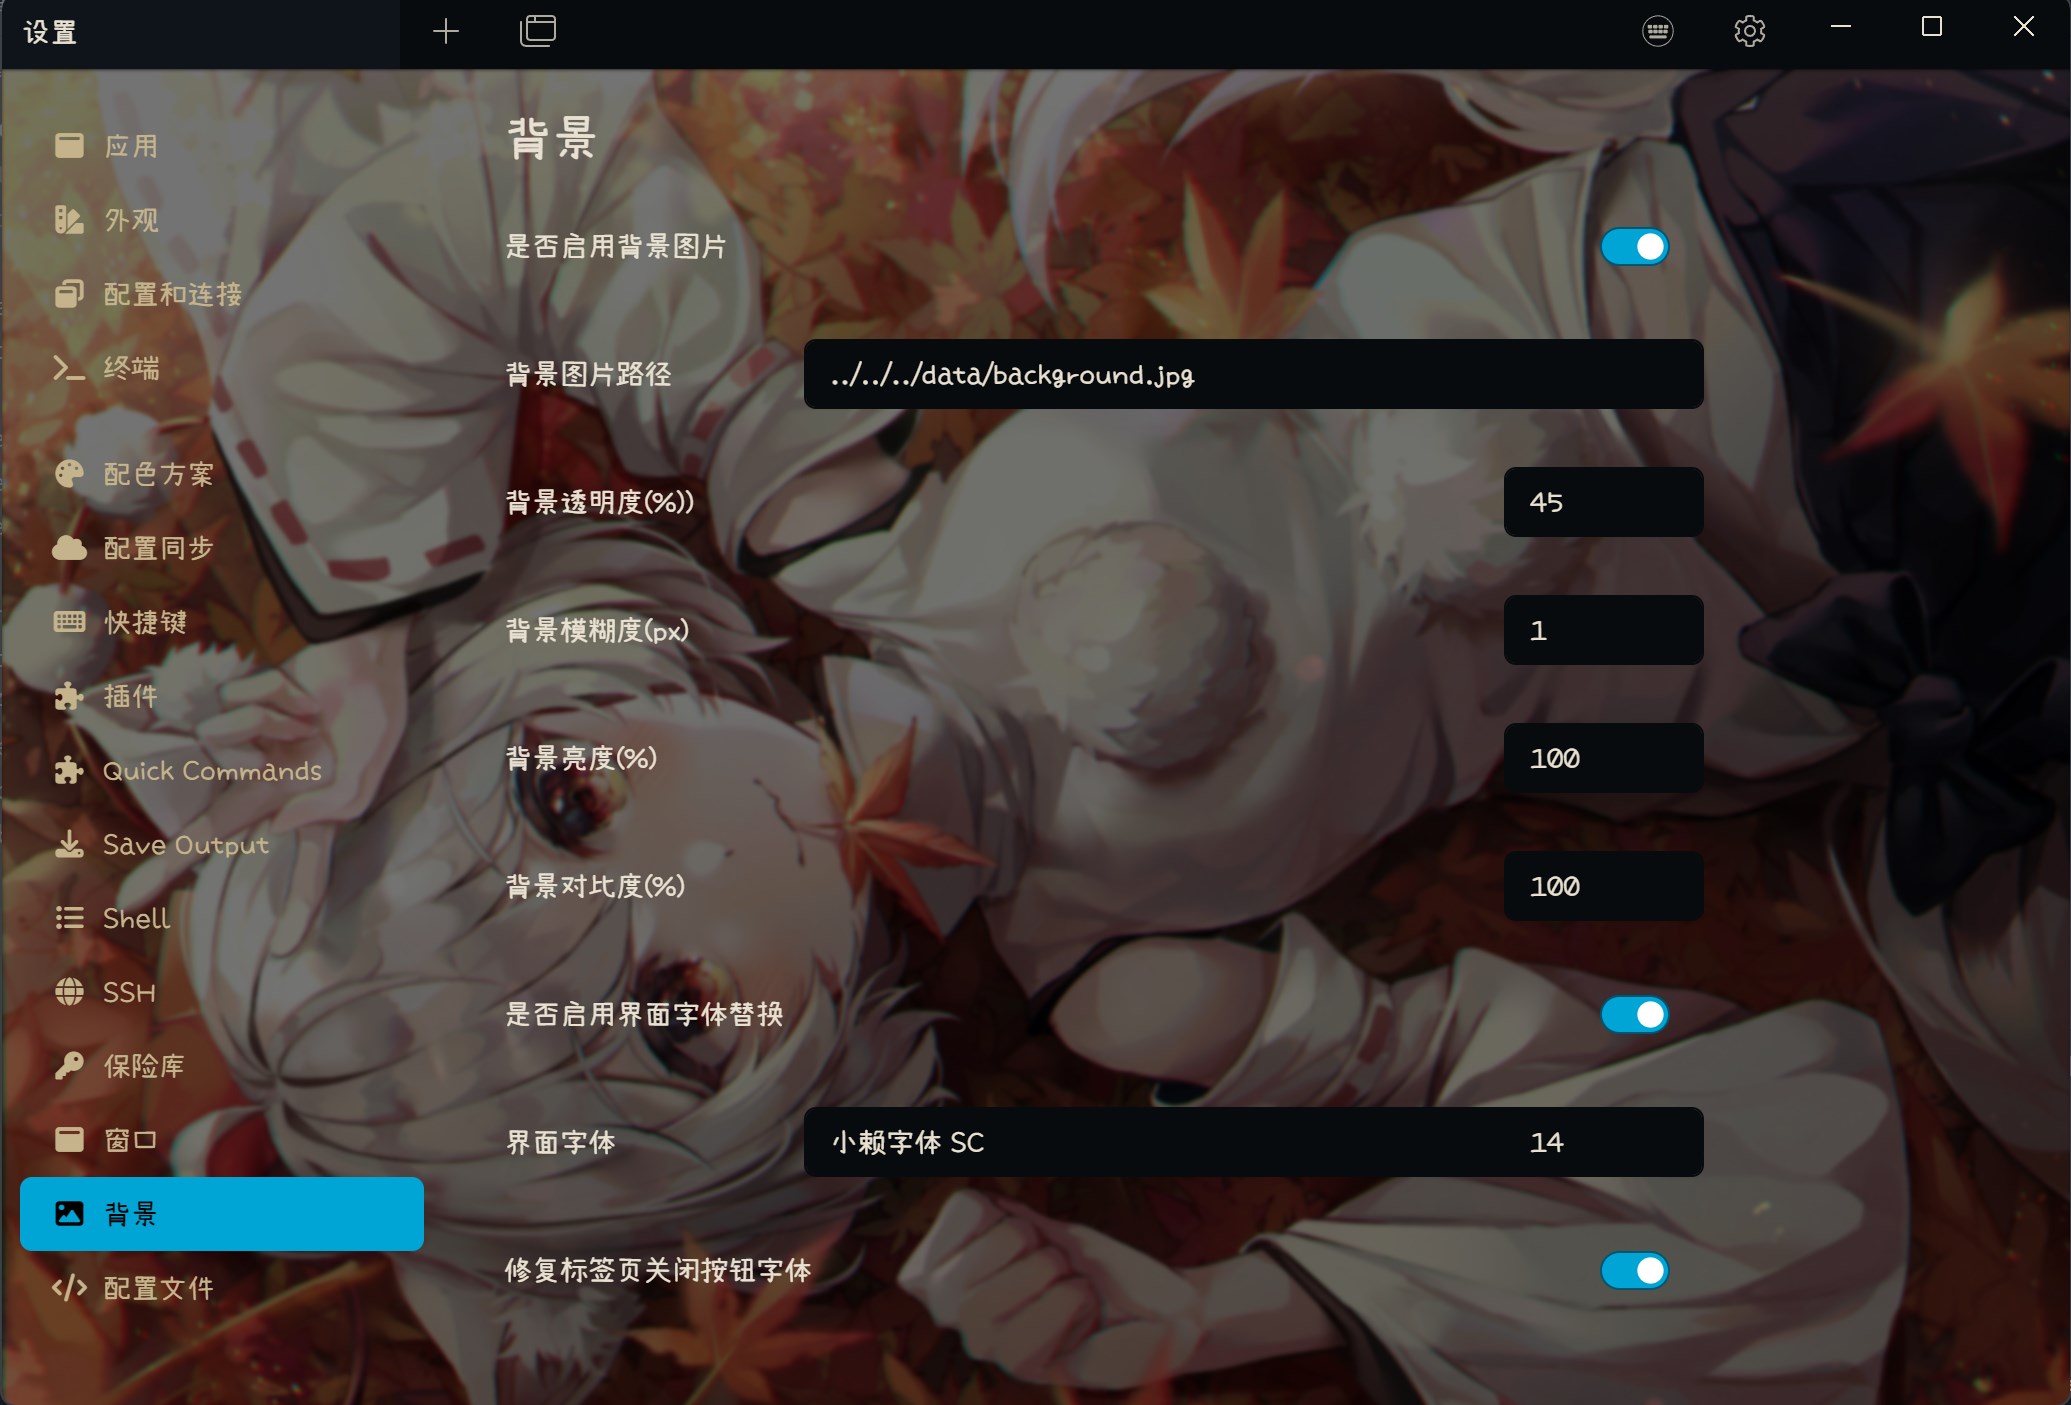 设置
应用
外观
配置和连接
终端
配色方案
配置同步
快捷键
插件
Quick Commands
Save Output
Shell
SSH
保险库
窗口
背景
配置文件
背景
是否启用背景图片
背景图片路径
../../../data/background.jpg
背景透明度(%))
45
背景模糊度(px)
1
背景亮度(%)
100
背景对比度(%)
100
是否启用界面字体替换
界面字体
小赖字体 SC
14
修复标签页关闭按钮字体